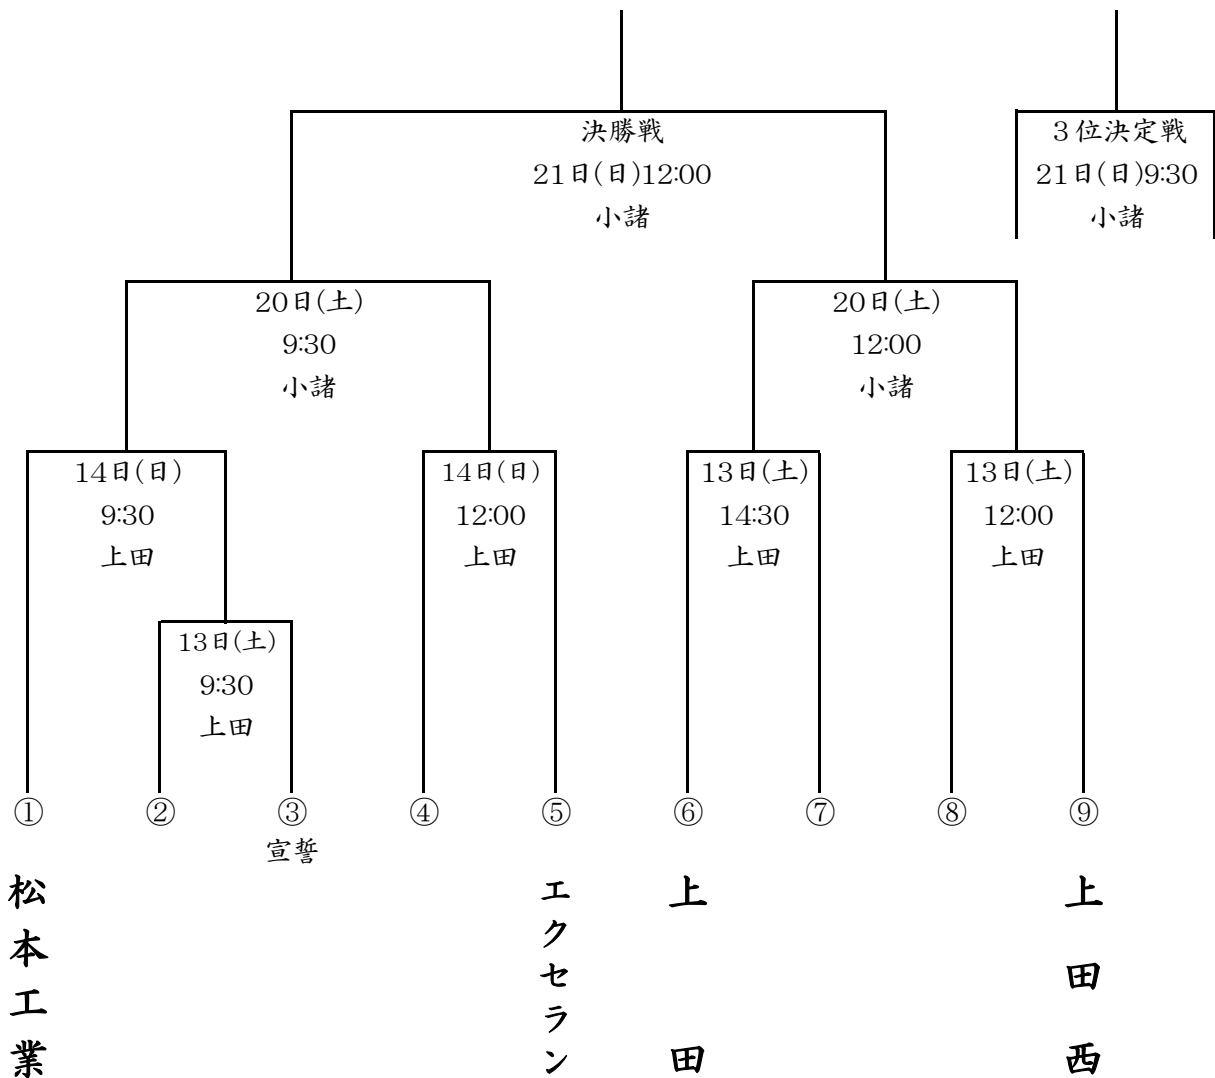 決勝戦
21日(日)12:00
小諸
3位決定戦
21日(日)9:30
小諸
20日(土)
9:30
小諸
20日(土)
12:00
小諸
14日(日)
9:30
上田
14日(日)
12:00
上田
13日(土)
14:30
上田
13日(土)
12:00
上田
13日(土)
9:30
上田
①
②
③
④
⑤
⑥
⑦
⑧
⑨
宣誓
松本工業
エクセラン
上田
上田西